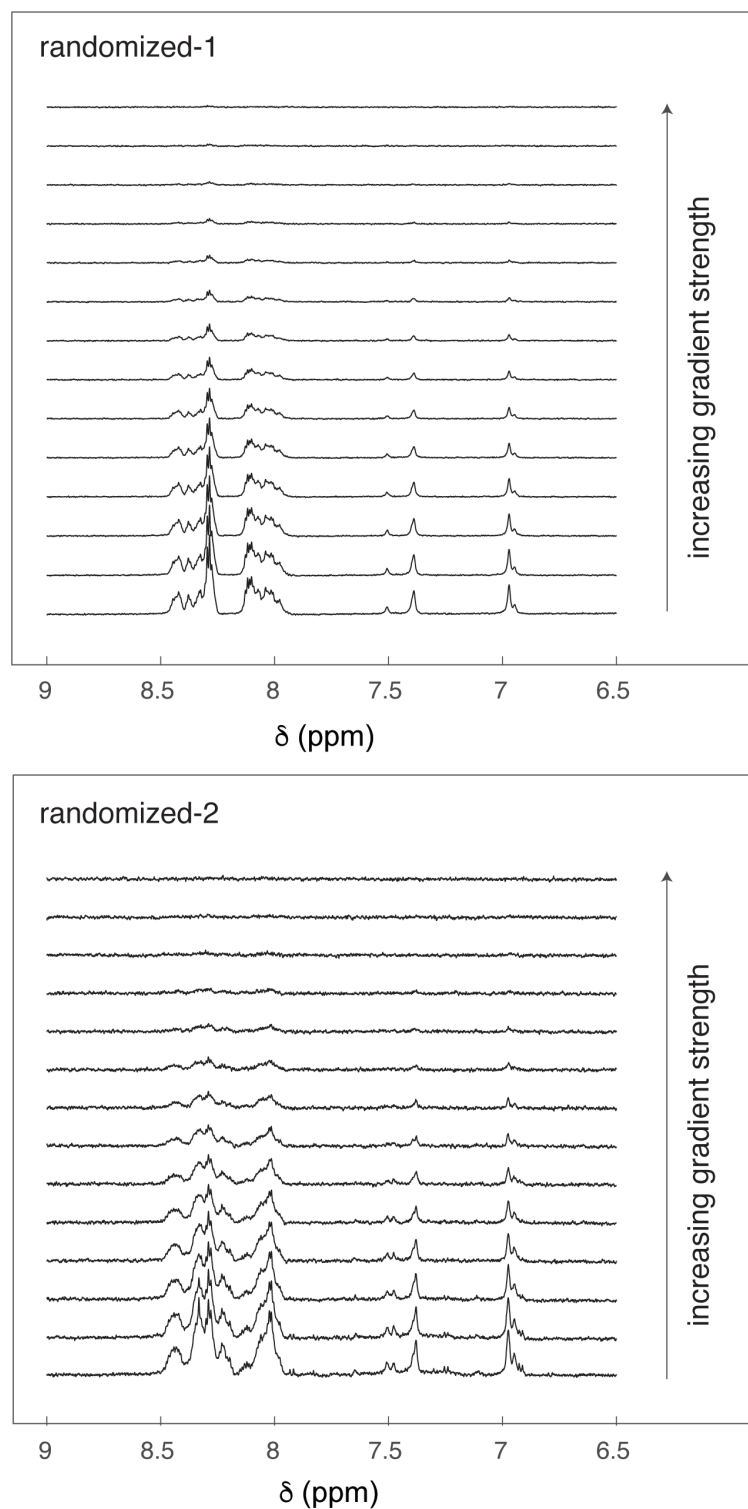 randomized-1
increasing gradient strength
9 8.5 8 7.5 7 6.5
δ (ppm)
randomized-2
increasing gradient strength
9 8.5 8 7.5 7 6.5
δ (ppm)